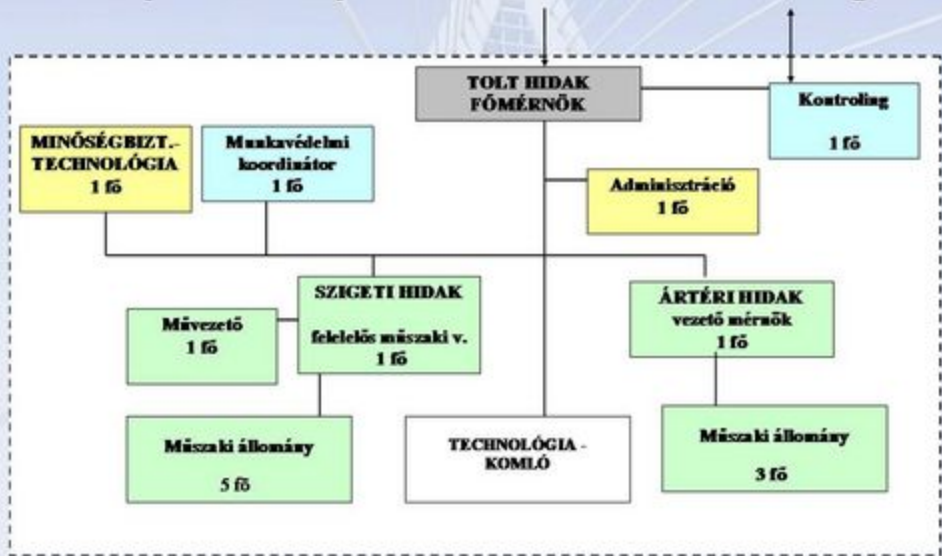 TOLT HIDAK
FŐMÉRNÖK
Kontroling
1 fő
MINŐSÉGBIZT.-
TECHNOLÓGIA
1 fő
Munkavédelmi
koordinátor
1 fő
Adminisztráció
1 fő
SZIGETI HIDAK
felelelős műszaki v.
1 fő
ÁRTÉRI HIDAK
vezető mérnök
1 fő
Művezető
1 fő
Műszaki állomány
5 fő
TECHNOLÓGIA -
KOMLÓ
Műszaki állomány
3 fő